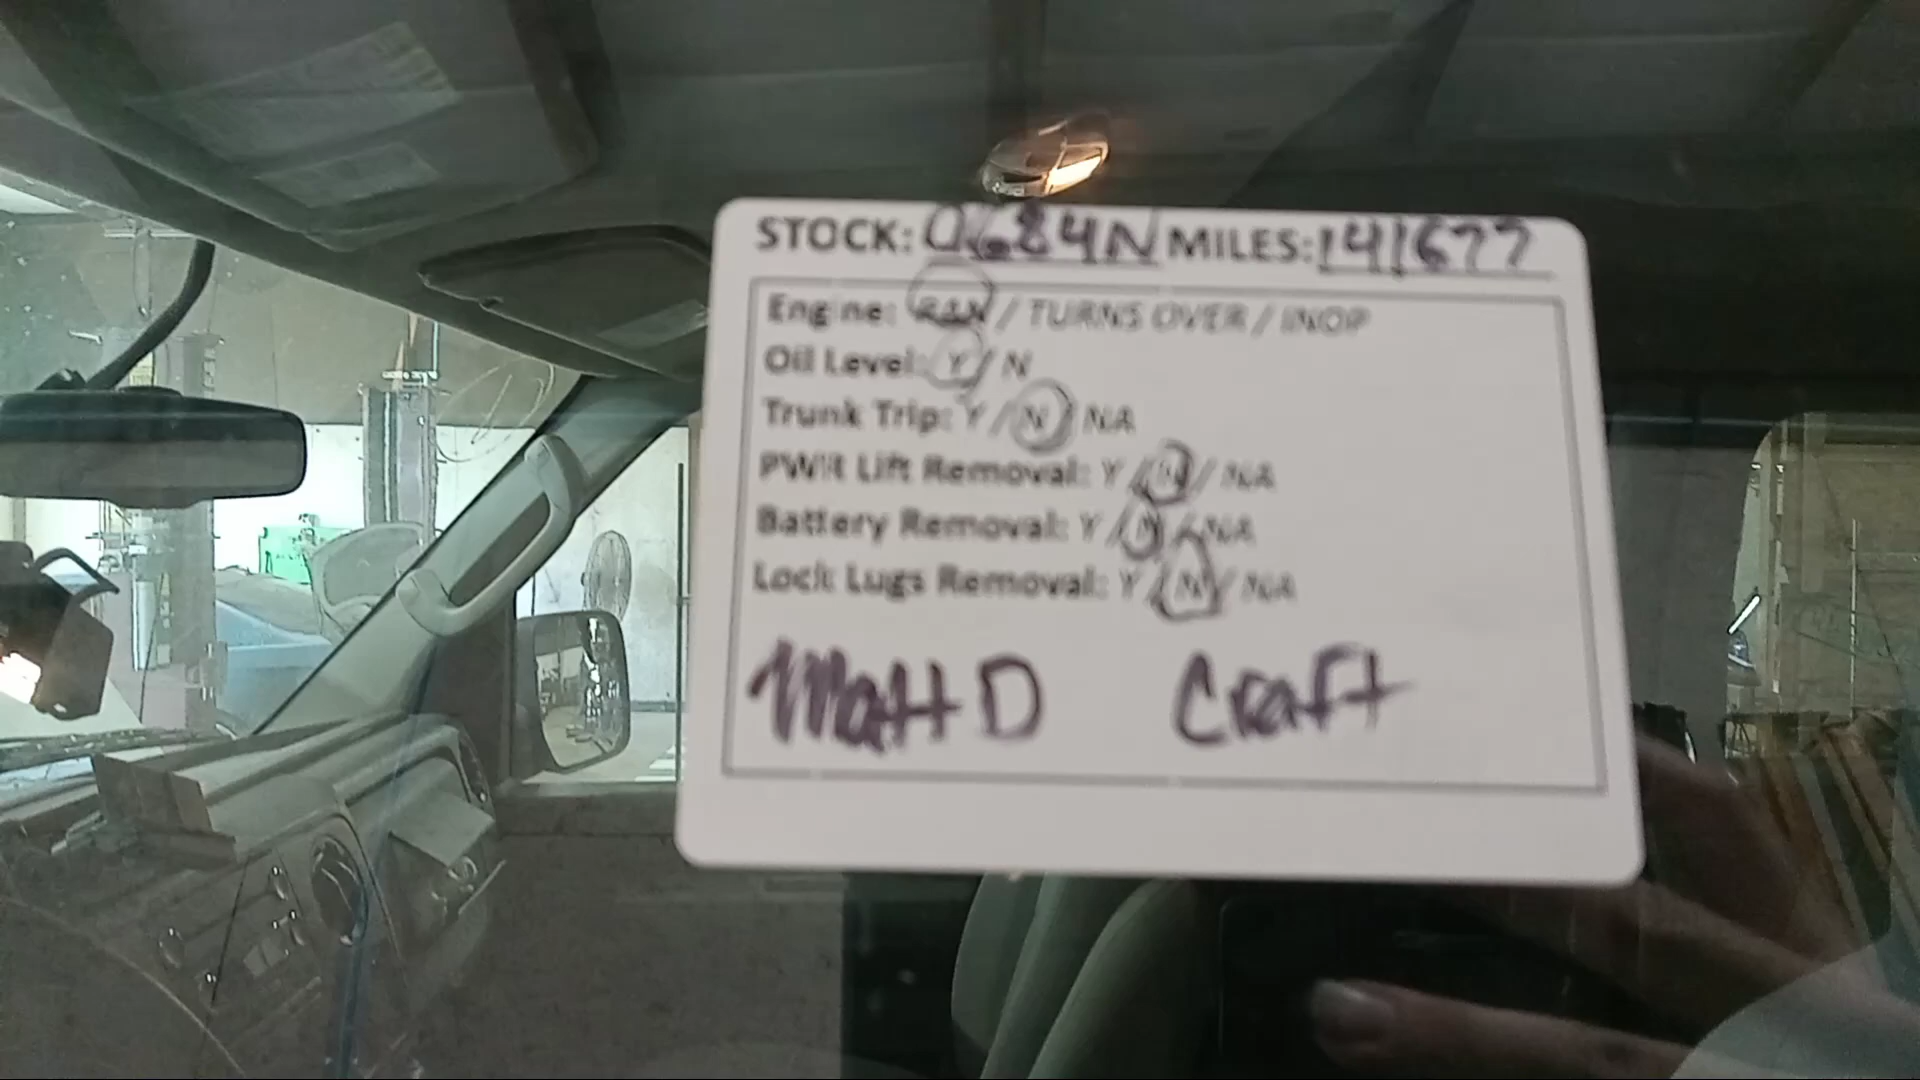 STOCK: 0684N MILES: 141677
Engine: RAN / TURNS OVER / INOP
Oil Level: Y / N
Trunk Trip: Y / N / NA
PWR Lift Removal: Y / N / NA
Battery Removal: Y / N / NA
Lock Lugs Removal: Y / N / NA
Matt D Craft